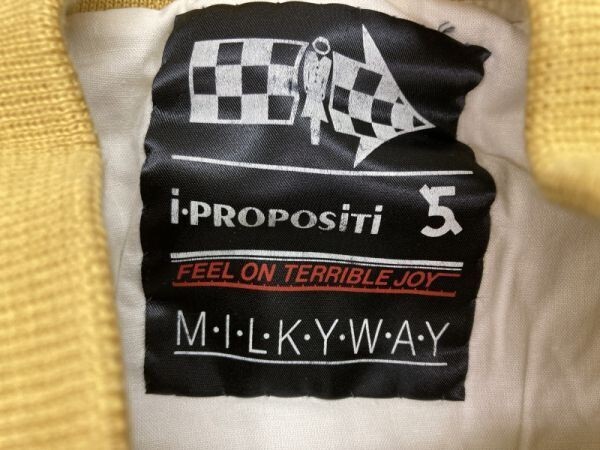 i·PROPOSiTi 5
FEEL ON TERRIBLE JOY
M·I·L·K·Y·W·A·Y